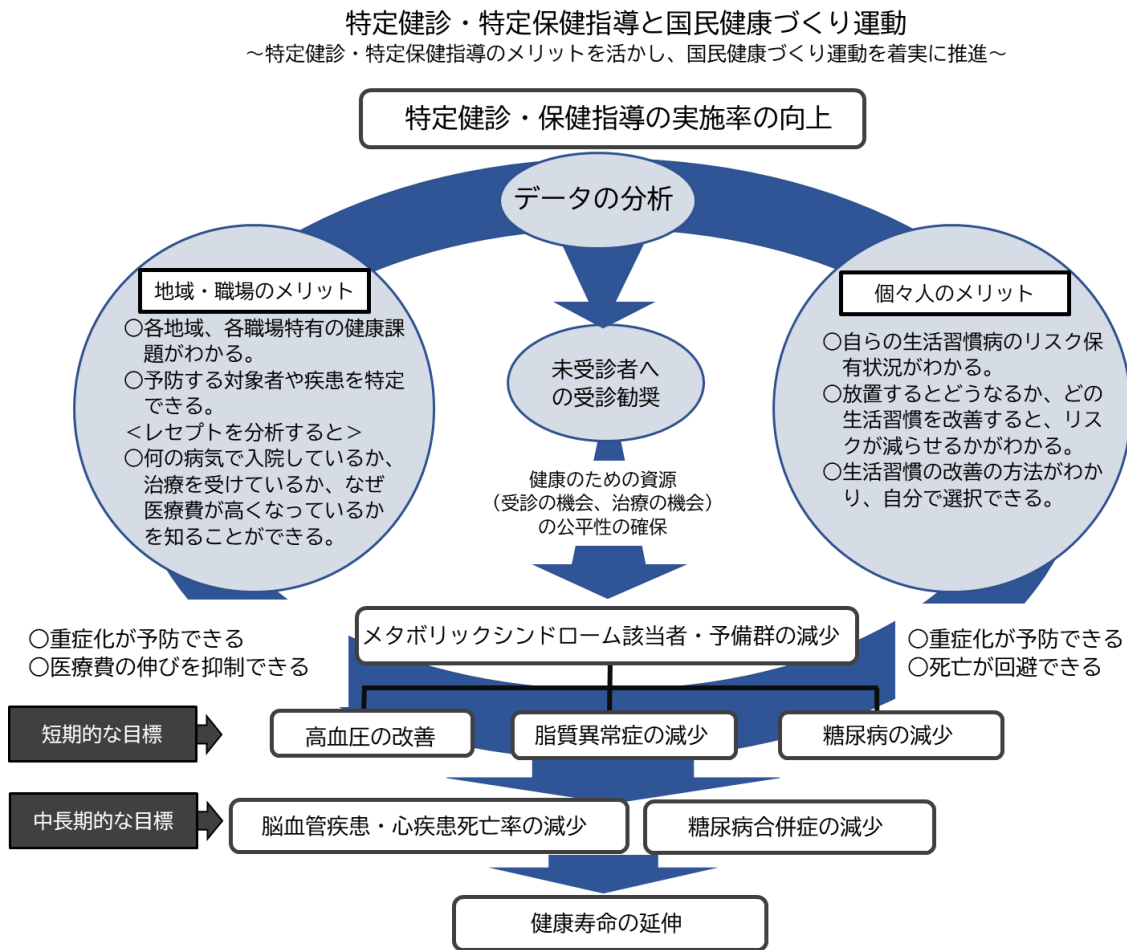 特定健診・特定保健指導と国民健康づくり運動
～特定健診・特定保健指導のメリットを活かし、国民健康づくり運動を着実に推進～
特定健診・保健指導の実施率の向上
データの分析
地域・職場のメリット
○各地域、各職場特有の健康課
題がわかる。
○予防する対象者や疾患を特定
できる。
＜レセプトを分析すると＞
○何の病気で入院しているか、
治療を受けているか、なぜ
医療費が高くなっているか
を知ることができる。
未受診者へ
の受診勧奨
健康のための資源
（受診の機会、治療の機会）
の公平性の確保
個々人のメリット
○自らの生活習慣病のリスク保
有状況がわかる。
○放置するとどうなるか、どの
生活習慣を改善すると、リス
クが減らせるかがわかる。
○生活習慣の改善の方法がわか
り、自分で選択できる。
○重症化が予防できる
○医療費の伸びを抑制できる
メタボリックシンドローム該当者・予備群の減少
○重症化が予防できる
○死亡が回避できる
短期的な目標
高血圧の改善
脂質異常症の減少
糖尿病の減少
中長期的な目標
脳血管疾患・心疾患死亡率の減少
糖尿病合併症の減少
健康寿命の延伸